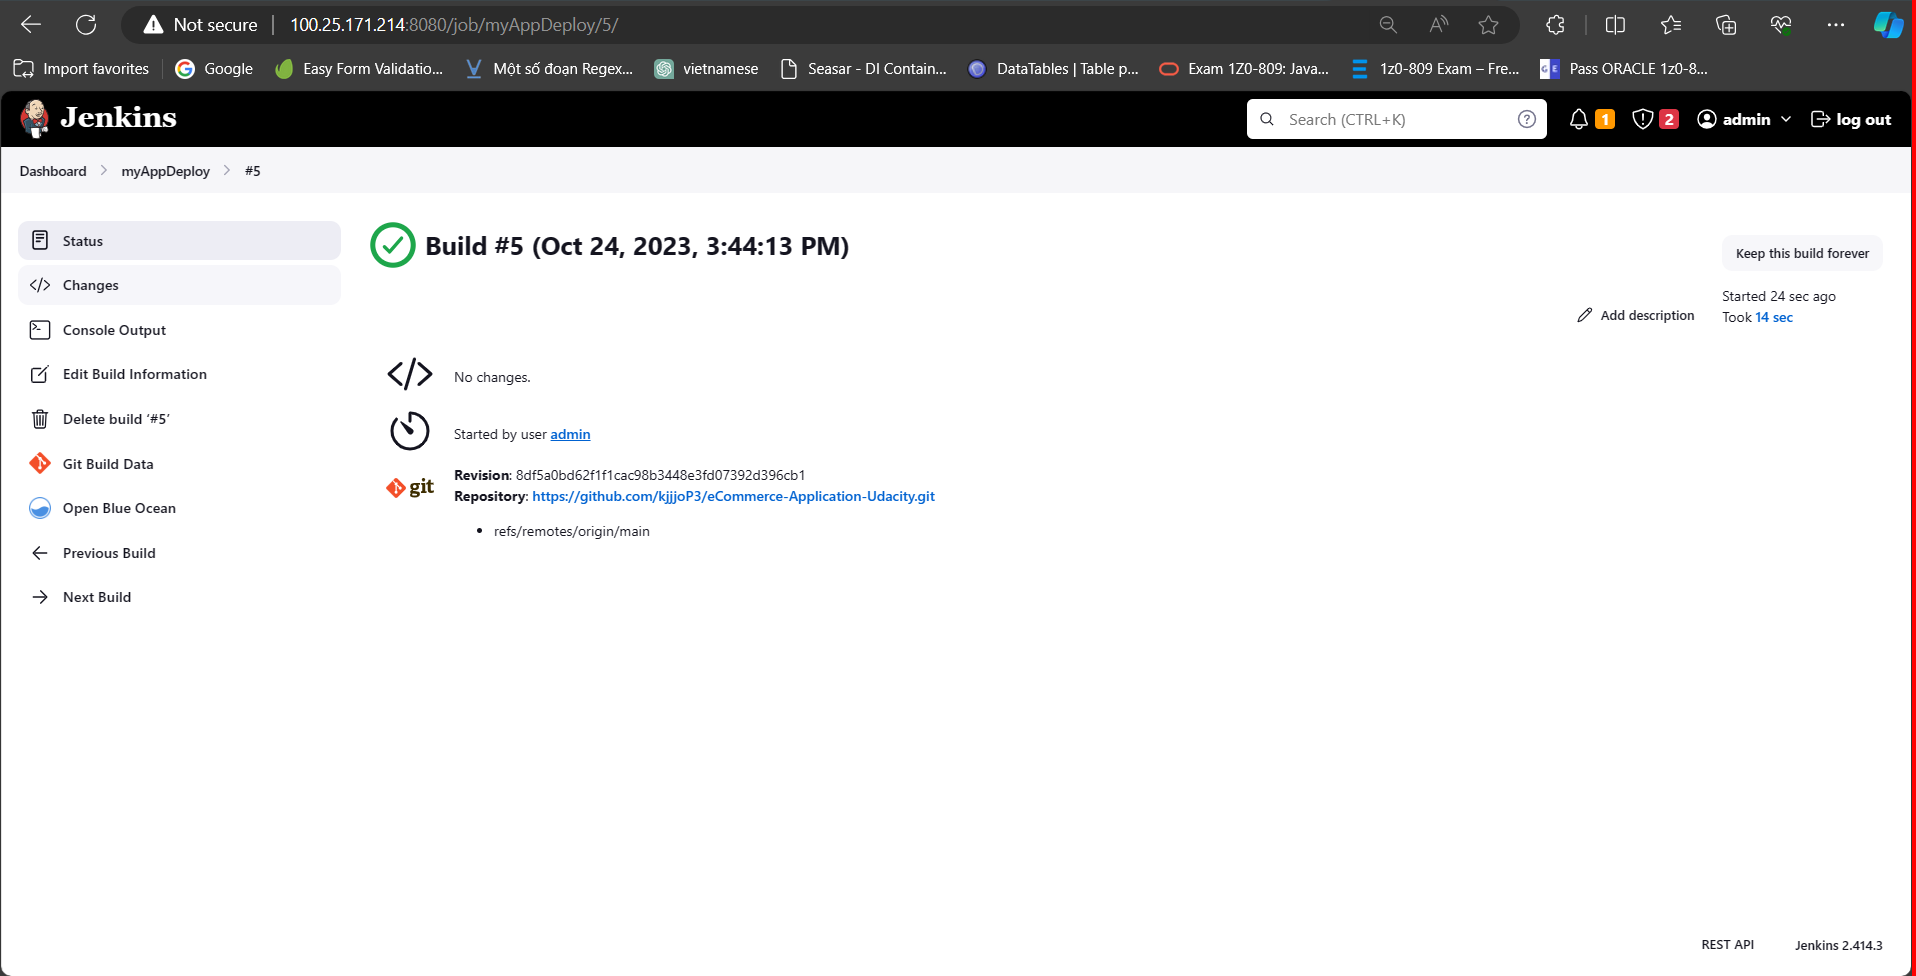 Not secure
100.25.171.214:8080/job/myAppDeploy/5/
Import favorites
Google
Easy Form Validatio...
Một số đoạn Regex...
vietnamese
Seasar - DI Contain...
DataTables | Table p...
Exam 1Z0-809: Java...
1z0-809 Exam – Fre...
Pass ORACLE 1z0-8...
Jenkins
Search (CTRL+K)
1
2
admin
log out
Dashboard
myAppDeploy
#5
Status
Changes
Console Output
Edit Build Information
Delete build ‘#5’
Git Build Data
Open Blue Ocean
Previous Build
Next Build
Build #5 (Oct 24, 2023, 3:44:13 PM)
Keep this build forever
Add description
Started 24 sec ago
Took 14 sec
No changes.
Started by user admin
git
Revision: 8df5a0bd62f1f1cac98b3448e3fd07392d396cb1
Repository: https://github.com/kjjjoP3/eCommerce-Application-Udacity.git
refs/remotes/origin/main
REST API
Jenkins 2.414.3